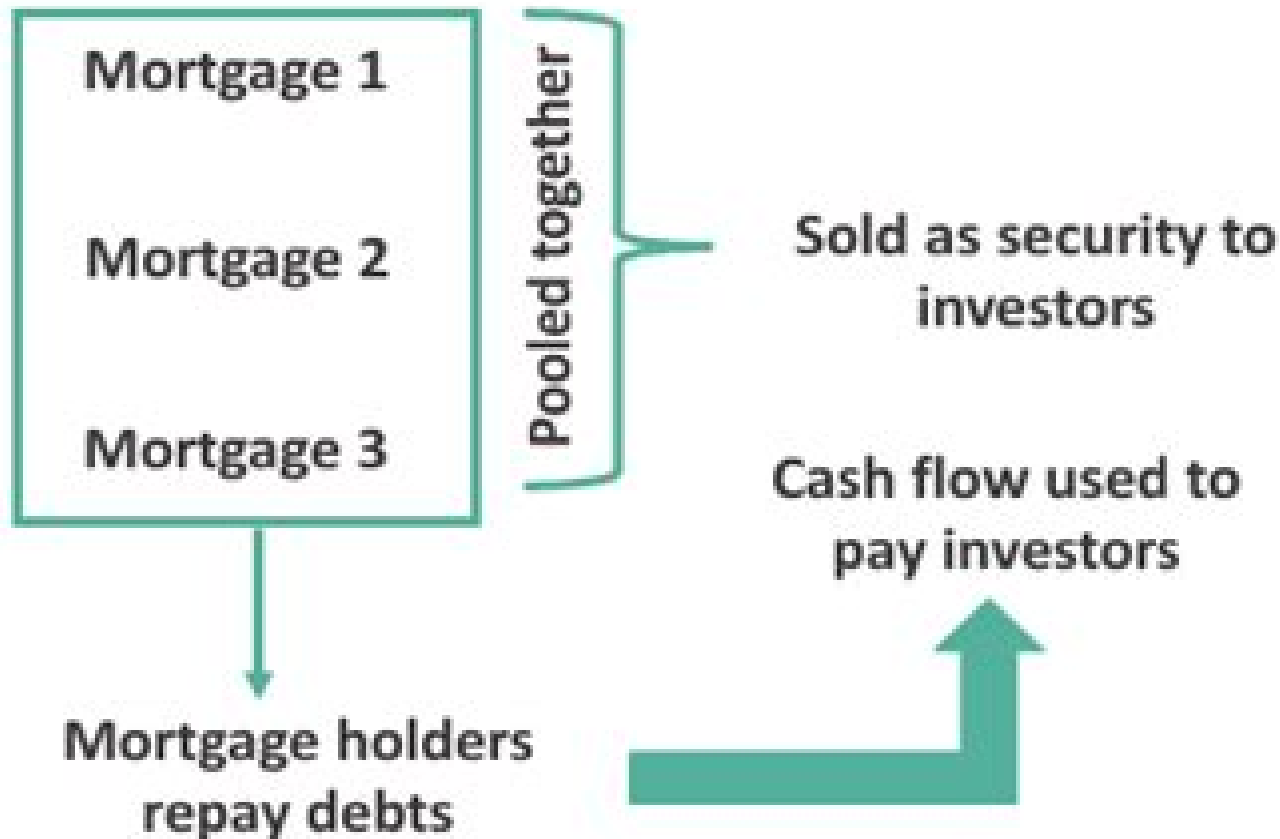 Mortgage 1
Mortgage 2
Mortgage 3
Pooled together
Sold as security to
investors
Cash flow used to
pay investors
Mortgage holders
repay debts